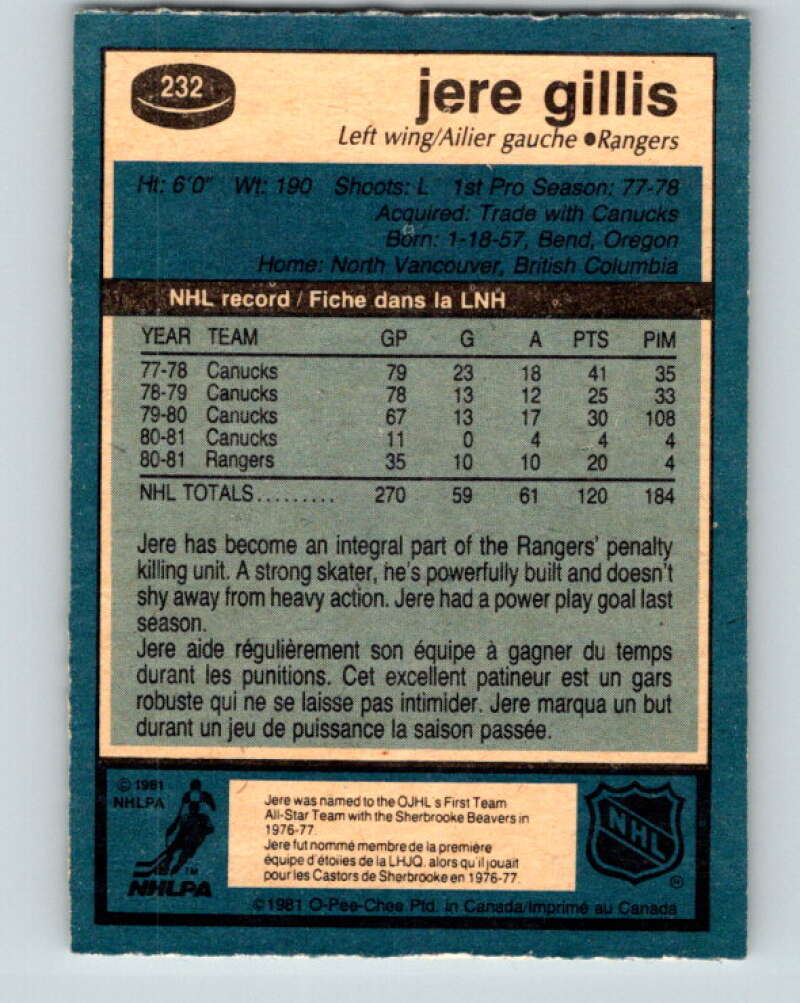 232
jere gillis
Left wing/Ailier gauche ●Rangers
Ht: 6'0" Wt: 190 Shoots: L 1st Pro Season: 77-78
Acquired: Trade with Canucks
Born: 1-18-57, Bend, Oregon
Home: North Vancouver, British Columbia
NHL record / Fiche dans la LNH
YEAR TEAM GP G A PTS PIM
77-78 Canucks 79 23 18 41 35
78-79 Canucks 78 13 12 25 33
79-80 Canucks 67 13 17 30 108
80-81 Canucks 11 0 4 4 4
80-81 Rangers 35 10 10 20 4
NHL TOTALS......... 270 59 61 120 184
Jere has become an integral part of the Rangers' penalty
killing unit. A strong skater, he's powerfully built and doesn't
shy away from heavy action. Jere had a power play goal last
season.
Jere aide régulièrement son équipe à gagner du temps
durant les punitions. Cet excellent patineur est un gars
robuste qui ne se laisse pas intimider. Jere marqua un but
durant un jeu de puissance la saison passée.
© 1981
NHLPA
TM
NHLPA
Jere was named to the OJHL's First Team
All-Star Team with the Sherbrooke Beavers in
1976-77.
Jere fut nommé membre de la première
équipe d'étoiles de la LHJQ. alors qu'il jouait
pour les Castors de Sherbrooke en 1976-77.
NHL
®
© 1981 O-Pee-Chee Ptd. in Canada/Imprimé au Canada